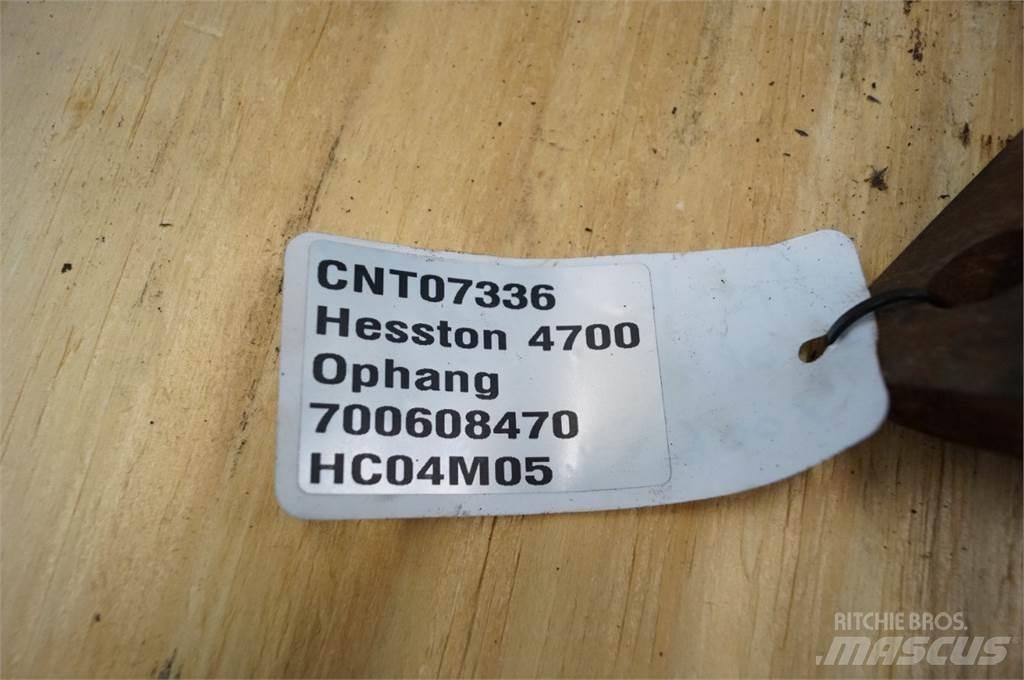 CNT07336
Hesston 4700
Ophang
700608470
HC04M05
RITCHIE BROS.
MASCUS